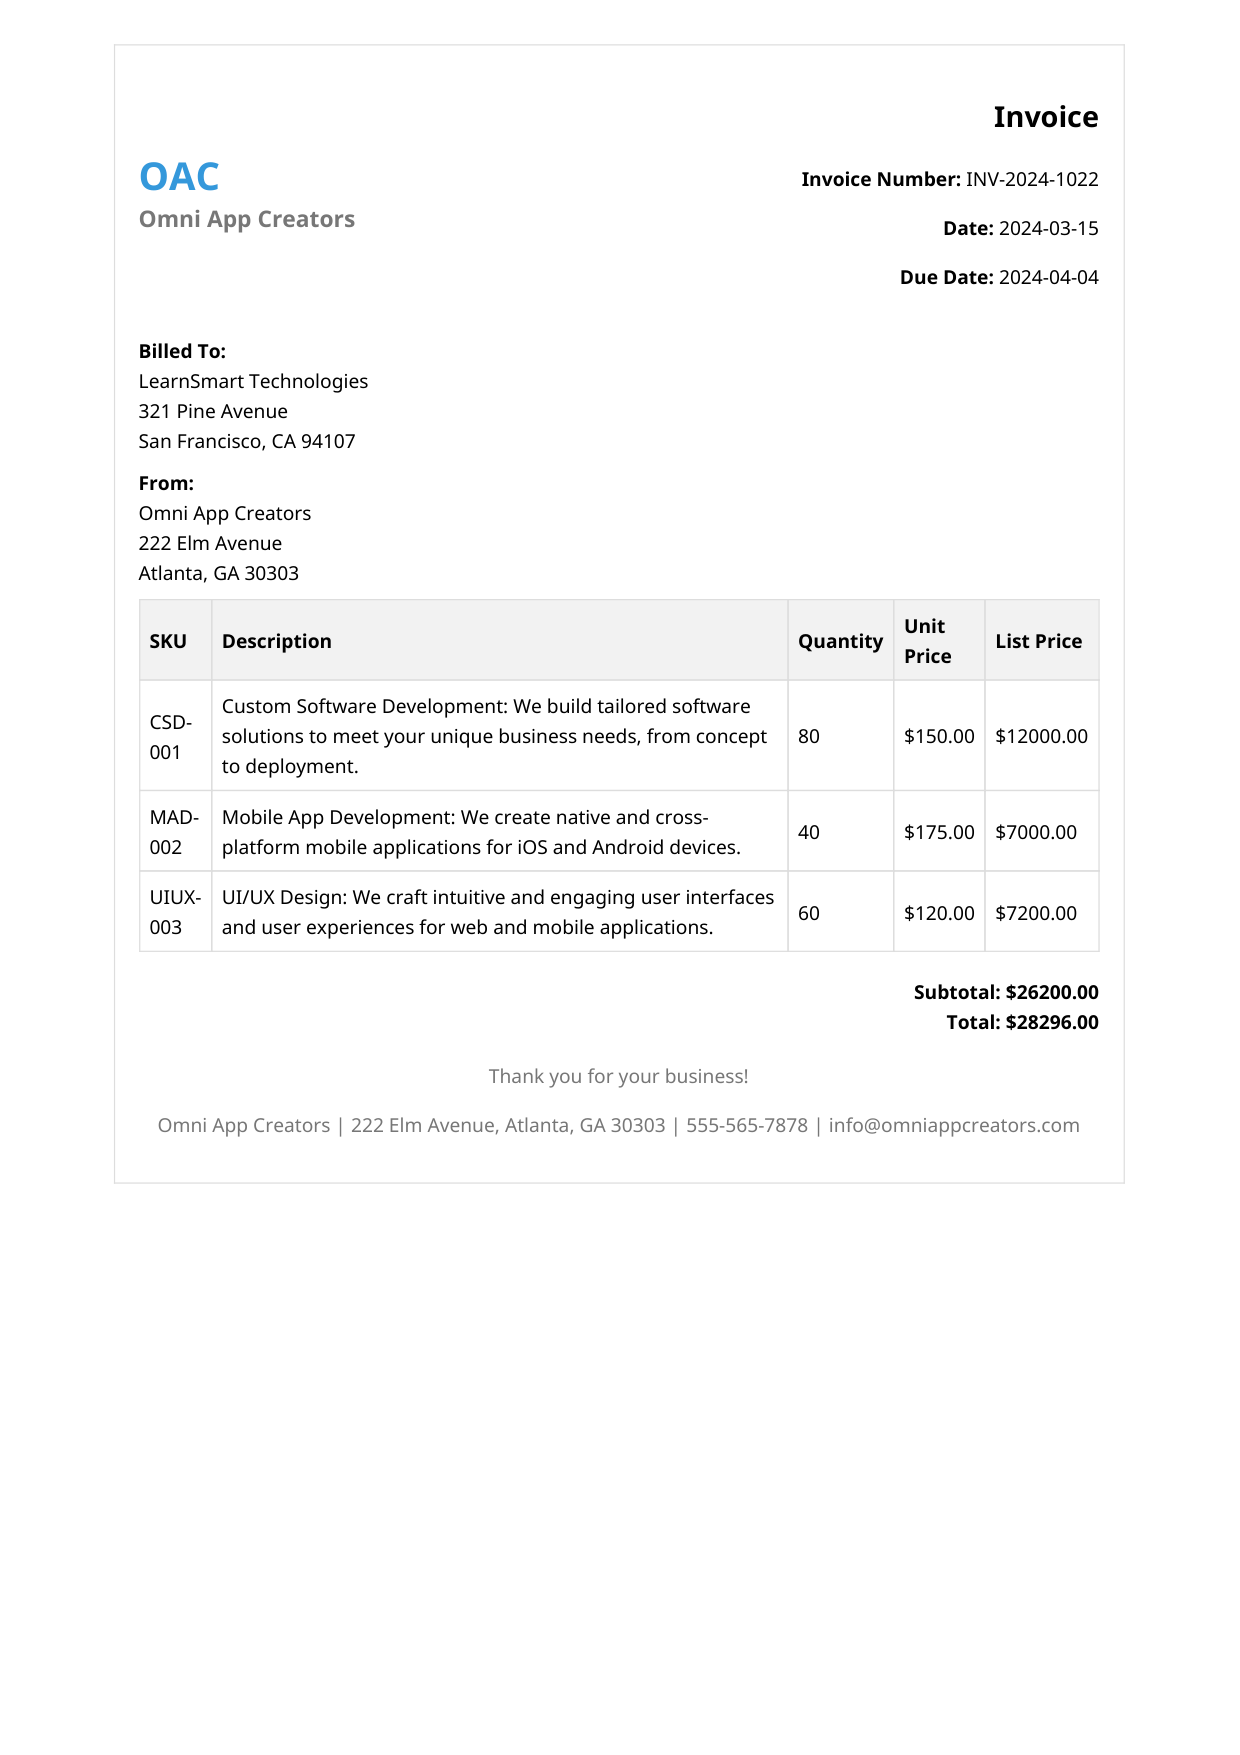 Invoice
OAC
Omni App Creators
Invoice Number: INV-2024-1022
Date: 2024-03-15
Due Date: 2024-04-04
Billed To:
LearnSmart Technologies
321 Pine Avenue
San Francisco, CA 94107
From:
Omni App Creators
222 Elm Avenue
Atlanta, GA 30303
SKU Description Quantity Unit Price List Price
CSD-001 Custom Software Development: We build tailored software
solutions to meet your unique business needs, from concept
to deployment. 80 $150.00 $12000.00
MAD-002 Mobile App Development: We create native and cross-
platform mobile applications for iOS and Android devices. 40 $175.00 $7000.00
UIUX-003 UI/UX Design: We craft intuitive and engaging user interfaces
and user experiences for web and mobile applications. 60 $120.00 $7200.00
Subtotal: $26200.00
Total: $28296.00
Thank you for your business!
Omni App Creators | 222 Elm Avenue, Atlanta, GA 30303 | 555-565-7878 | info@omniappcreators.com